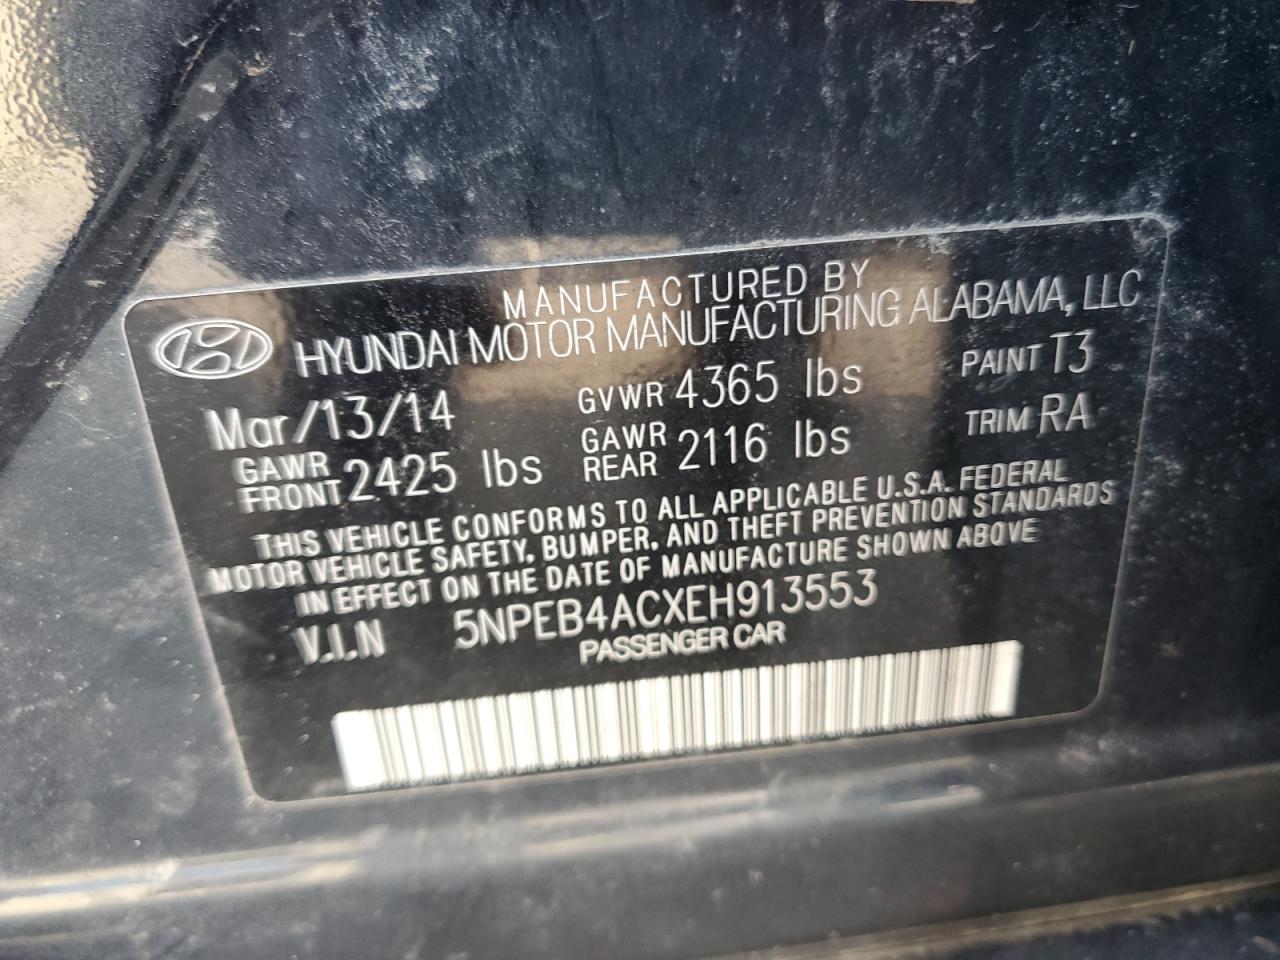 MANUFACTURED BY
HYUNDAI MOTOR MANUFACTURING ALABAMA, LLC
Mar/13/14 GVWR 4365 lbs PAINT T3
GAWR FRONT 2425 lbs GAWR REAR 2116 lbs TRIM RA
THIS VEHICLE CONFORMS TO ALL APPLICABLE U.S.A. FEDERAL
MOTOR VEHICLE SAFETY, BUMPER, AND THEFT PREVENTION STANDARDS
IN EFFECT ON THE DATE OF MANUFACTURE SHOWN ABOVE
V.I.N 5NPEB4ACXEH913553
PASSENGER CAR